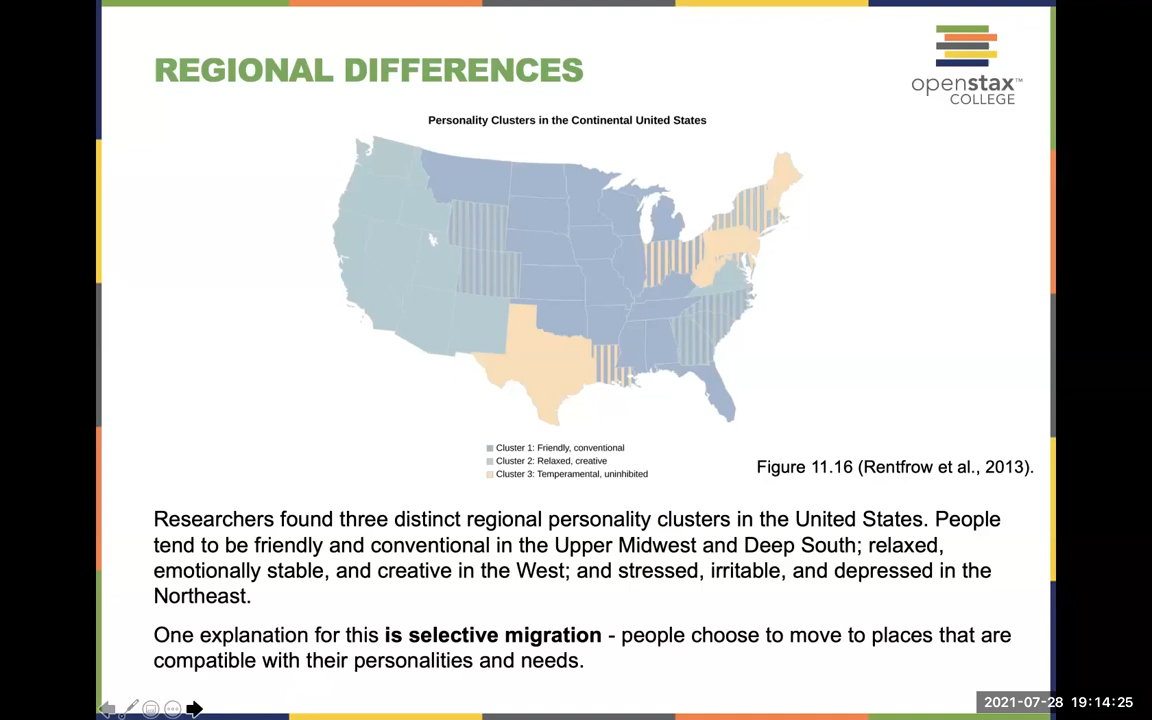 REGIONAL DIFFERENCES
openstax™
COLLEGE
Personality Clusters in the Continental United States
Cluster 1: Friendly, conventional
Cluster 2: Relaxed, creative
Cluster 3: Temperamental, uninhibited
Figure 11.16 (Rentfrow et al., 2013).
Researchers found three distinct regional personality clusters in the United States. People
tend to be friendly and conventional in the Upper Midwest and Deep South; relaxed,
emotionally stable, and creative in the West; and stressed, irritable, and depressed in the
Northeast.
One explanation for this is selective migration - people choose to move to places that are
compatible with their personalities and needs.
2021-07-28 19:14:25